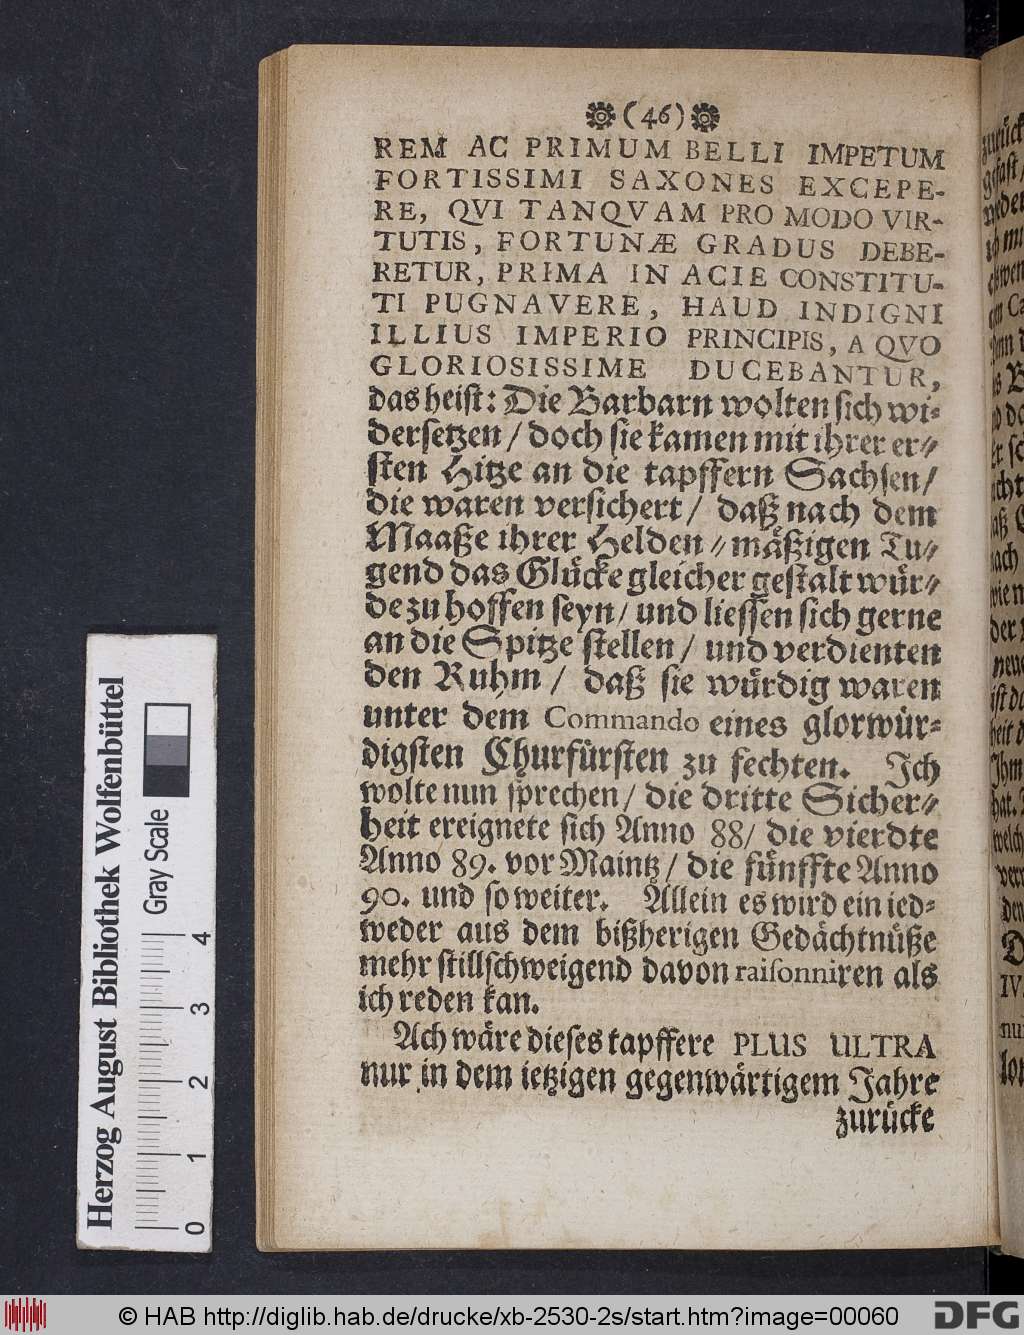 (46)
REM AC PRIMUM BELLI IMPETUM
FORTISSIMI SAXONES EXCEPE-
RE, QVI TANQVAM PRO MODO VIR-
TUTIS, FORTUNÆ GRADUS DEBE-
RETUR, PRIMA IN ACIE CONSTITU-
TI PUGNAVERE, HAUD INDIGNI
ILLIUS IMPERIO PRINCIPIS, A QVO
GLORIOSISSIME DUCEBANTUR,
das heist: Die Barbarn wolten sich wi-
dersetzen / doch sie kamen mit ihrer er-
sten Hitze an die tapffern Sachsen /
die waren versichert / daß nach dem
Maaße ihrer Helden-mäßigen Tu-
gend das Glücke gleicher gestalt wür-
de zu hoffen seyn / und liessen sich gerne
an die Spitze stellen / und verdienten
den Ruhm / daß sie würdig waren
unter dem Commando eines glorwür-
digsten Churfürsten zu fechten. Ich
wolte nun sprechen / die dritte Sicher-
heit ereignete sich Anno 88 / die vierdte
Anno 89. vor Maintz / die fünffte Anno
90. und so weiter. Allein es wird ein ied-
weder aus dem bißherigen Gedächtnüße
mehr stillschweigend davon raisonniren als
ich reden kan.
Ach wäre dieses tapffere PLUS ULTRA
nur in dem ietzigen gegenwärtigem Jahre
zurücke
Herzog August Bibliothek Wolfenbüttel
Gray Scale
0 1 2 3 4
© HAB http://diglib.hab.de/drucke/xb-2530-2s/start.htm?image=00060
DFG